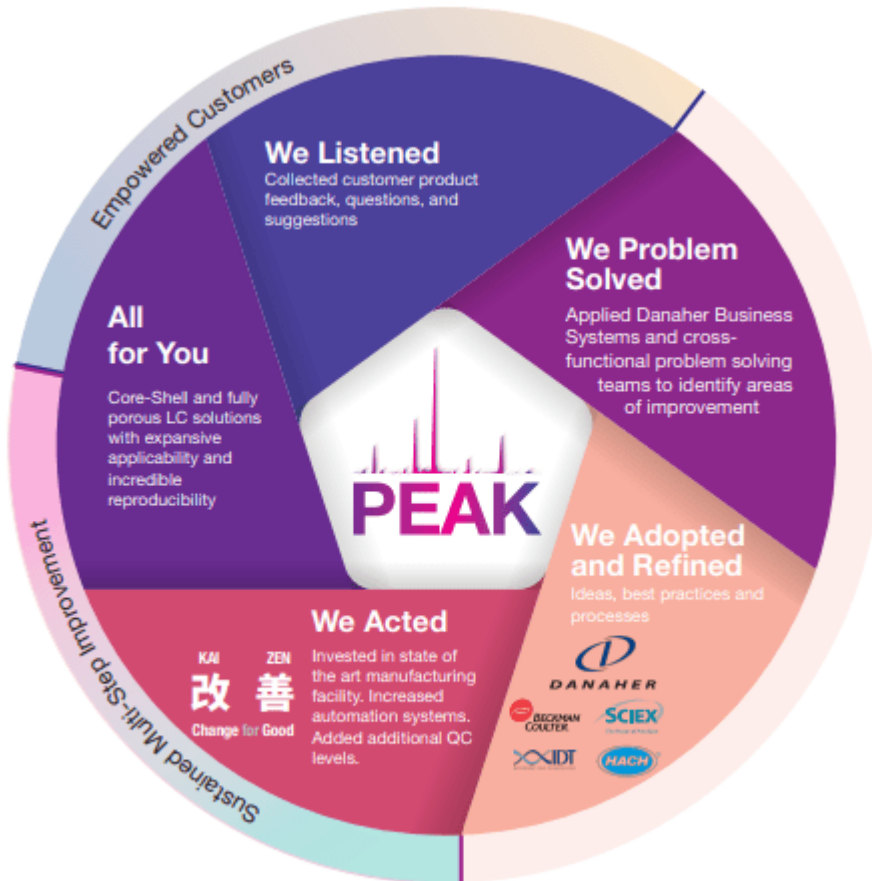 Empowered Customers
We Listened
Collected customer product
feedback, questions, and
suggestions
We Problem
Solved
Applied Danaher Business
Systems and cross-
functional problem solving
teams to identify areas
of improvement
We Adopted
and Refined
Ideas, best practices and
processes
DANAHER
BECKMAN
COULTER
SCIEX
IDT
HACH
We Acted
Invested in state of
the art manufacturing
facility. Increased
automation systems.
Added additional QC
levels.
KAI ZEN
改 善
Change for Good
All
for You
Core-Shell and fully
porous LC solutions
with expansive
applicability and
incredible
reproducibility
Sustained Multi-Step Improvement
PEAK